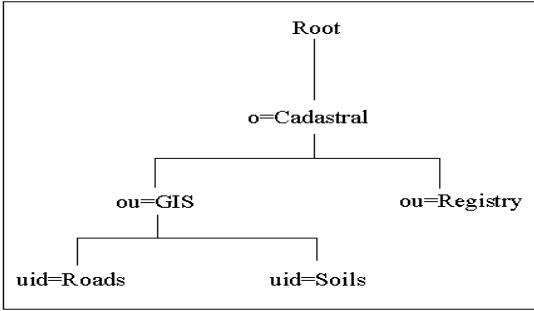 Root
o=Cadastral
ou=GIS
ou=Registry
uid=Roads
uid=Soils